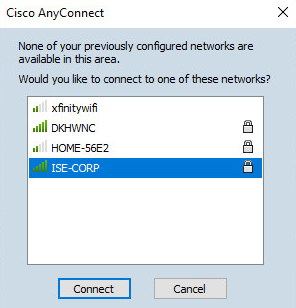 Cisco AnyConnect
None of your previously configured networks are
available in this area.
Would you like to connect to one of these networks?
xfinitywifi
DKHWNC
HOME-56E2
ISE-CORP
Connect
Cancel